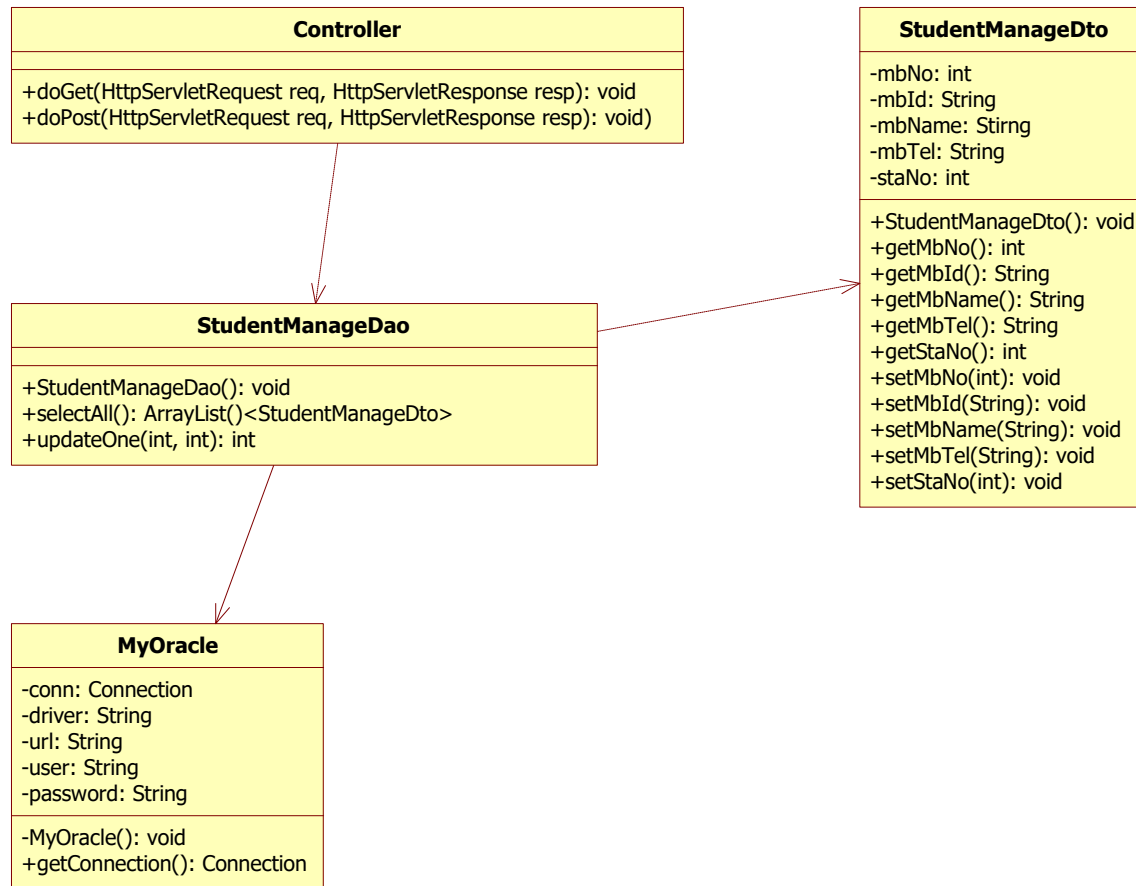 Controller
+doGet(HttpServletRequest req, HttpServletResponse resp): void
+doPost(HttpServletRequest req, HttpServletResponse resp): void)
StudentManageDto
-mbNo: int
-mbId: String
-mbName: Stirng
-mbTel: String
-staNo: int
+StudentManageDto(): void
+getMbNo(): int
+getMbId(): String
+getMbName(): String
+getMbTel(): String
+getStaNo(): int
+setMbNo(int): void
+setMbId(String): void
+setMbName(String): void
+setMbTel(String): void
+setStaNo(int): void
StudentManageDao
+StudentManageDao(): void
+selectAll(): ArrayList()<StudentManageDto>
+updateOne(int, int): int
MyOracle
-conn: Connection
-driver: String
-url: String
-user: String
-password: String
-MyOracle(): void
+getConnection(): Connection